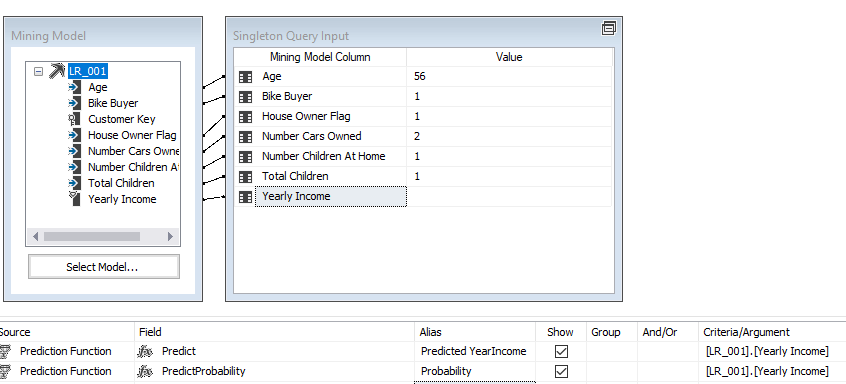 Mining Model
LR_001
Age
Bike Buyer
Customer Key
House Owner Flag
Number Cars Owne
Number Children At
Total Children
Yearly Income
Select Model...
Singleton Query Input
Mining Model Column Value
Age 56
Bike Buyer 1
House Owner Flag 1
Number Cars Owned 2
Number Children At Home 1
Total Children 1
Yearly Income
Source Field Alias Show Group And/Or Criteria/Argument
Prediction Function Predict Predicted YearIncome [LR_001].[Yearly Income]
Prediction Function PredictProbability Probability [LR_001].[Yearly Income]